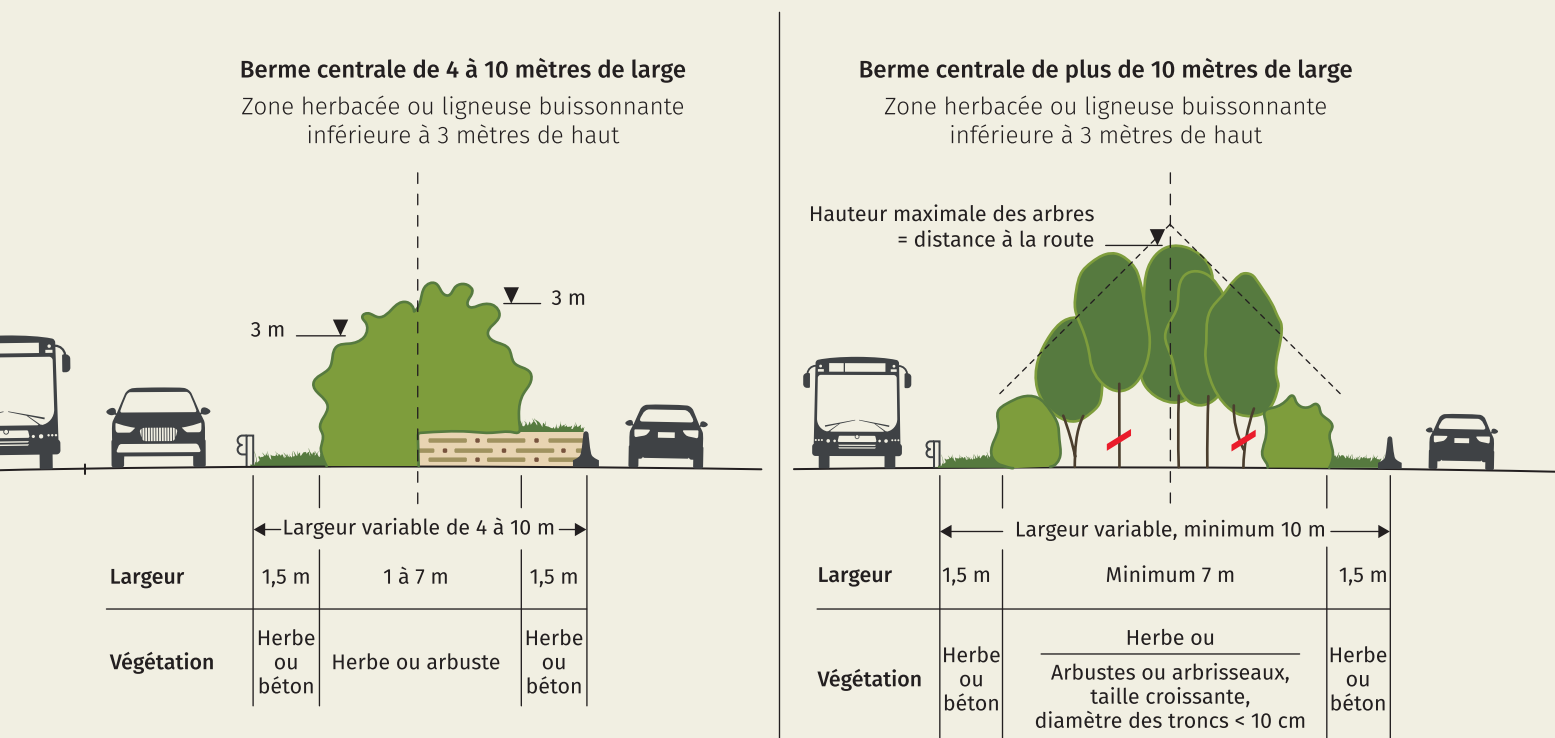 Berme centrale de 4 à 10 mètres de large
Zone herbacée ou ligneuse buissonnante
inférieure à 3 mètres de haut
3 m
3 m
Largeur variable de 4 à 10 m
Largeur
1,5 m
1 à 7 m
1,5 m
Végétation
Herbe
ou
béton
Herbe ou arbuste
Herbe
ou
béton
Berme centrale de plus de 10 mètres de large
Zone herbacée ou ligneuse buissonnante
inférieure à 3 mètres de haut
Hauteur maximale des arbres
= distance à la route
Largeur variable, minimum 10 m
Largeur
1,5 m
Minimum 7 m
1,5 m
Végétation
Herbe
ou
béton
Herbe ou
Arbustes ou arbrisseaux,
taille croissante,
diamètre des troncs < 10 cm
Herbe
ou
béton